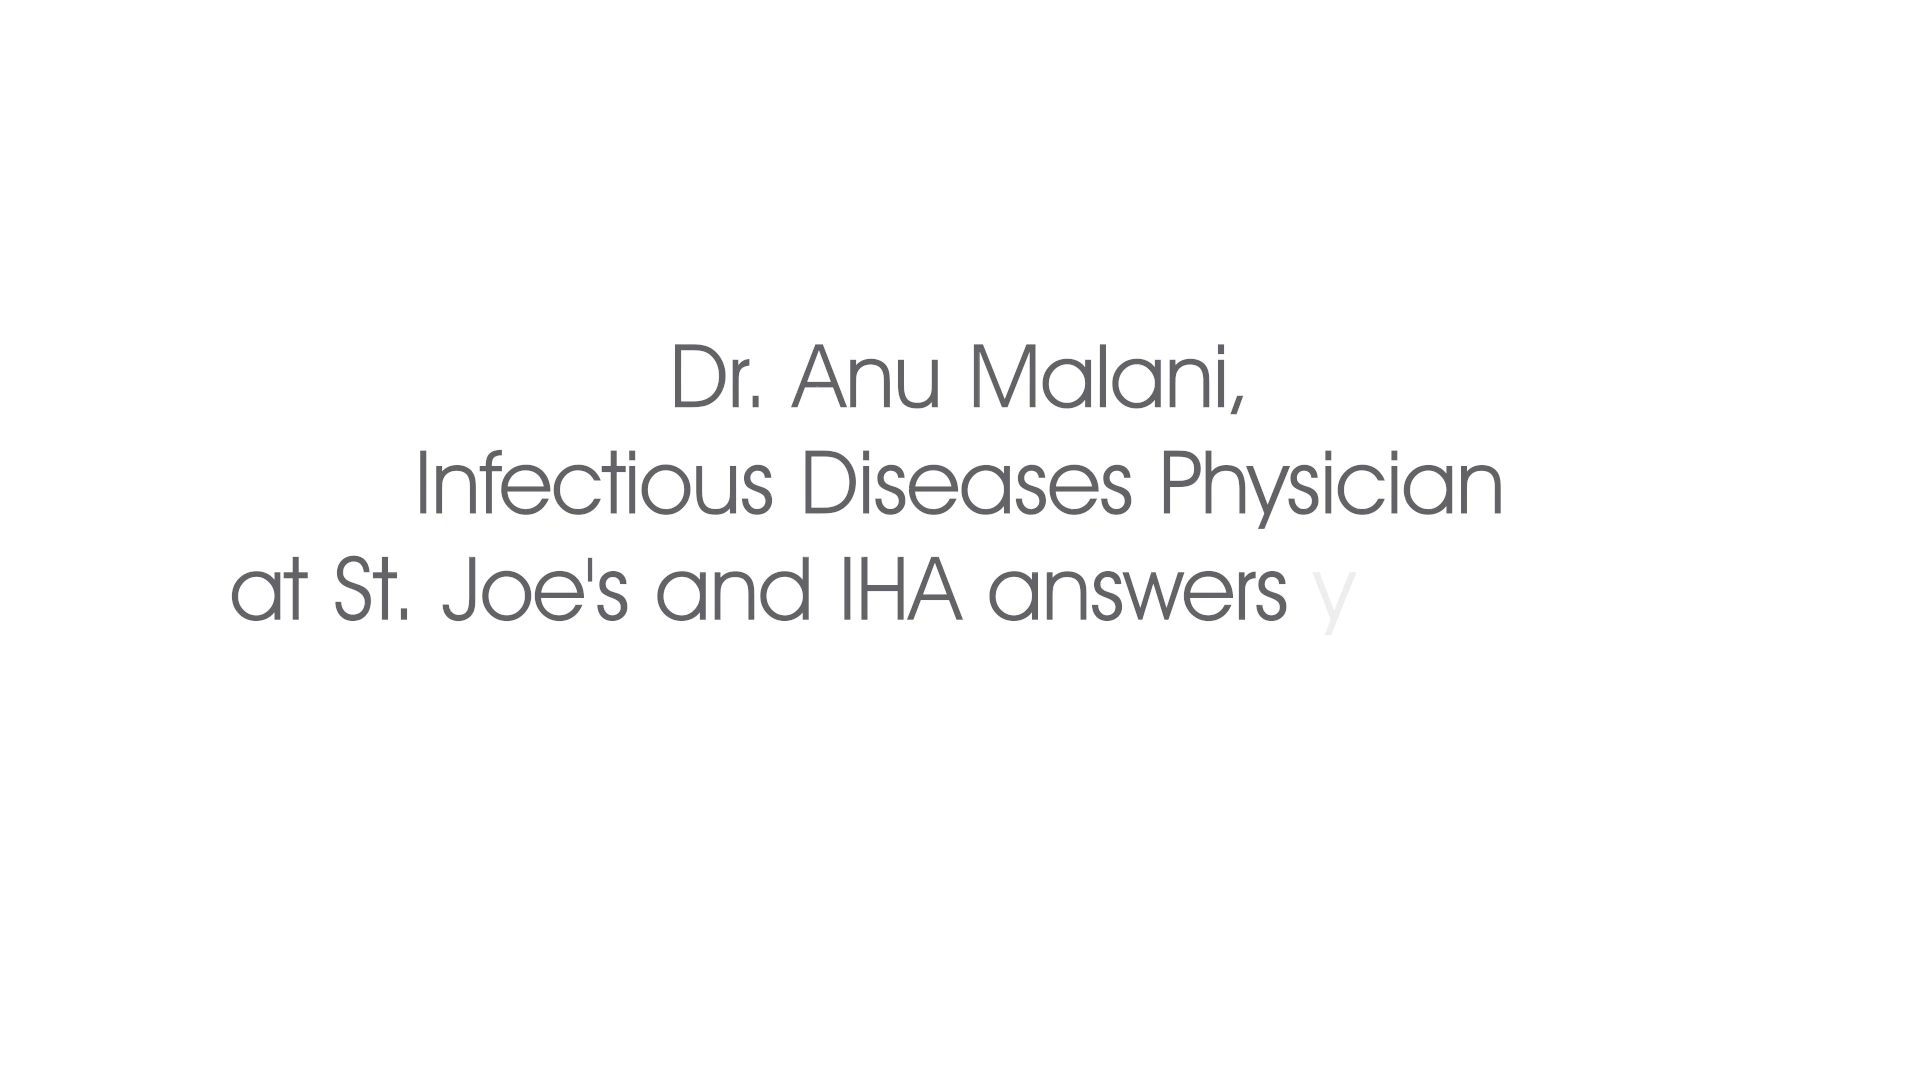 Dr. Anu Malani,
Infectious Diseases Physician
at St. Joe's and IHA answers y